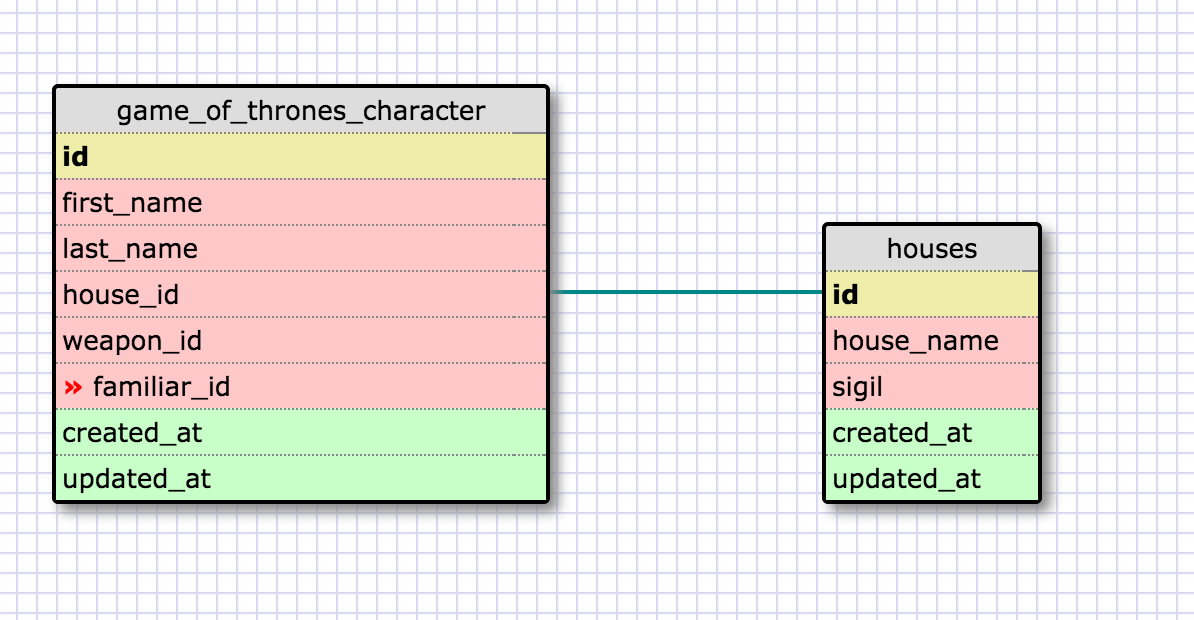 game_of_thrones_character
id
first_name
last_name
house_id
weapon_id
» familiar_id
created_at
updated_at
houses
id
house_name
sigil
created_at
updated_at